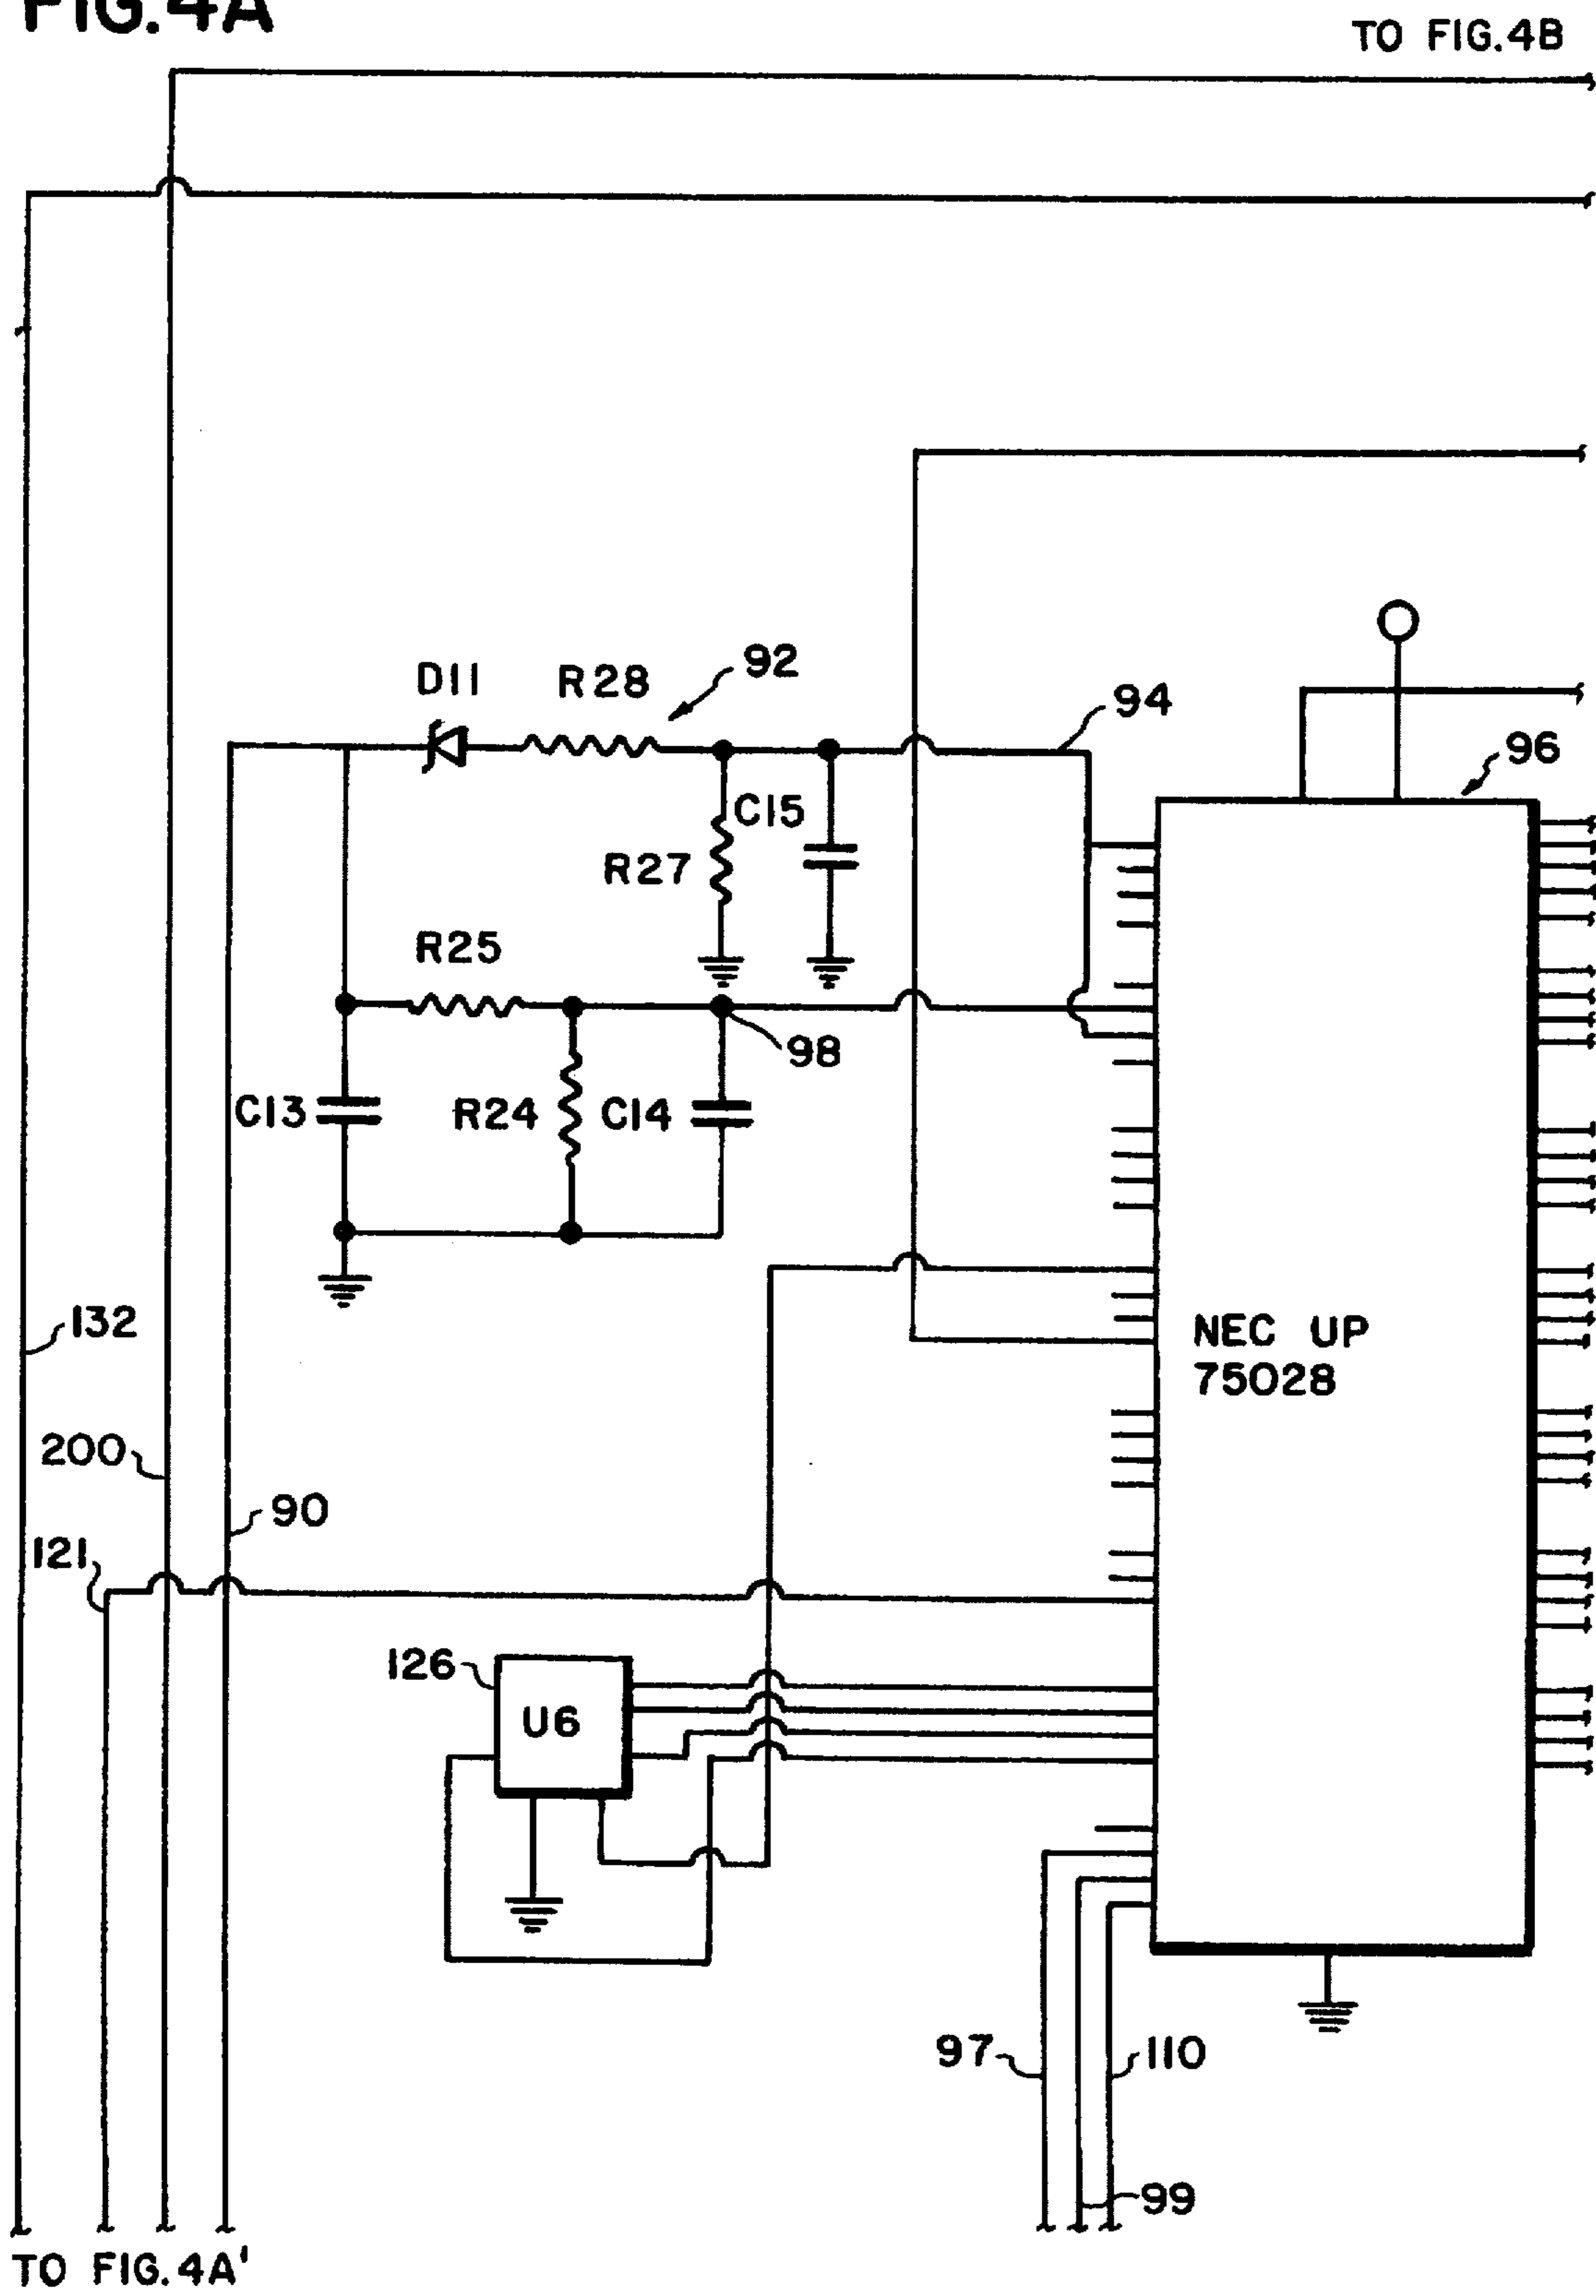 FIG.4A
TO FIG.4B
D11
R28
92
94
96
C15
R27
R25
98
C13
R24
C14
132
NEC UP
75028
200
90
121
126
U6
97
110
99
TO FIG.4A'